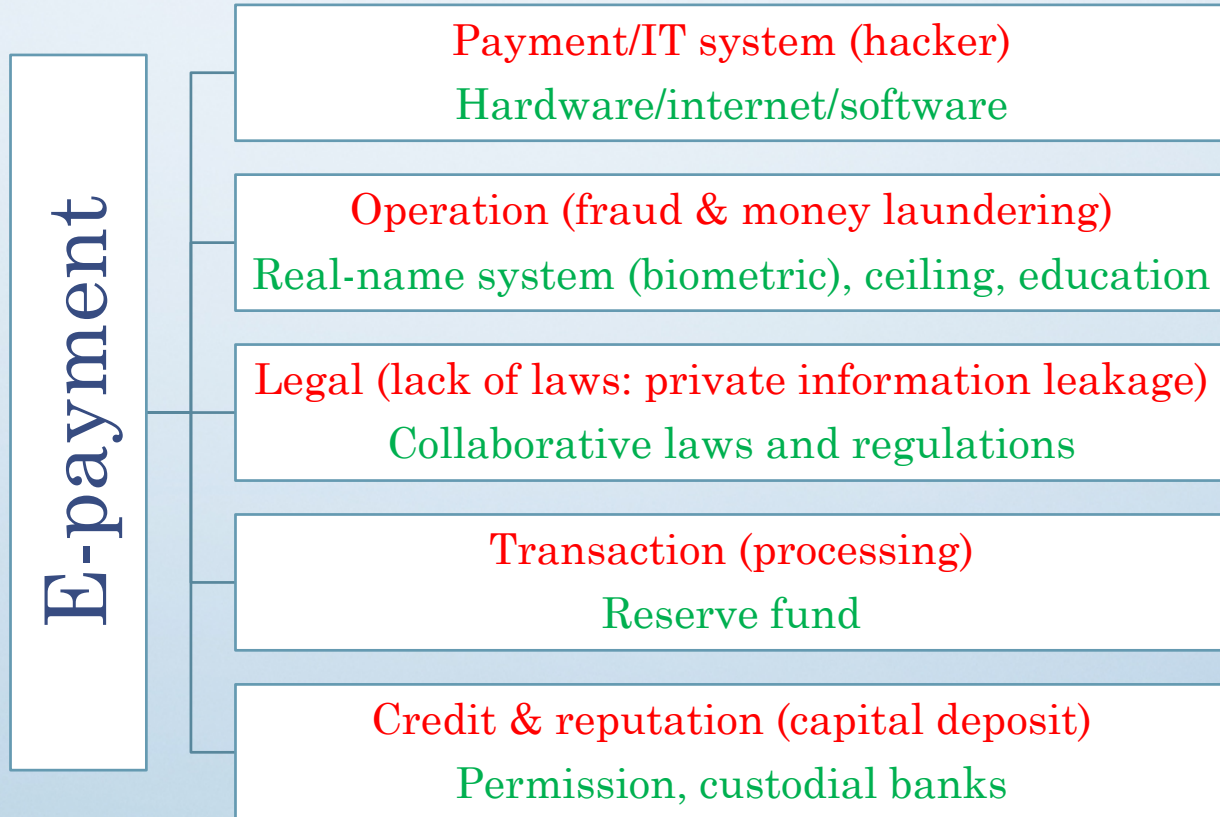 E-payment
Payment/IT system (hacker)
Hardware/internet/software
Operation (fraud & money laundering)
Real-name system (biometric), ceiling, education
Legal (lack of laws: private information leakage)
Collaborative laws and regulations
Transaction (processing)
Reserve fund
Credit & reputation (capital deposit)
Permission, custodial banks